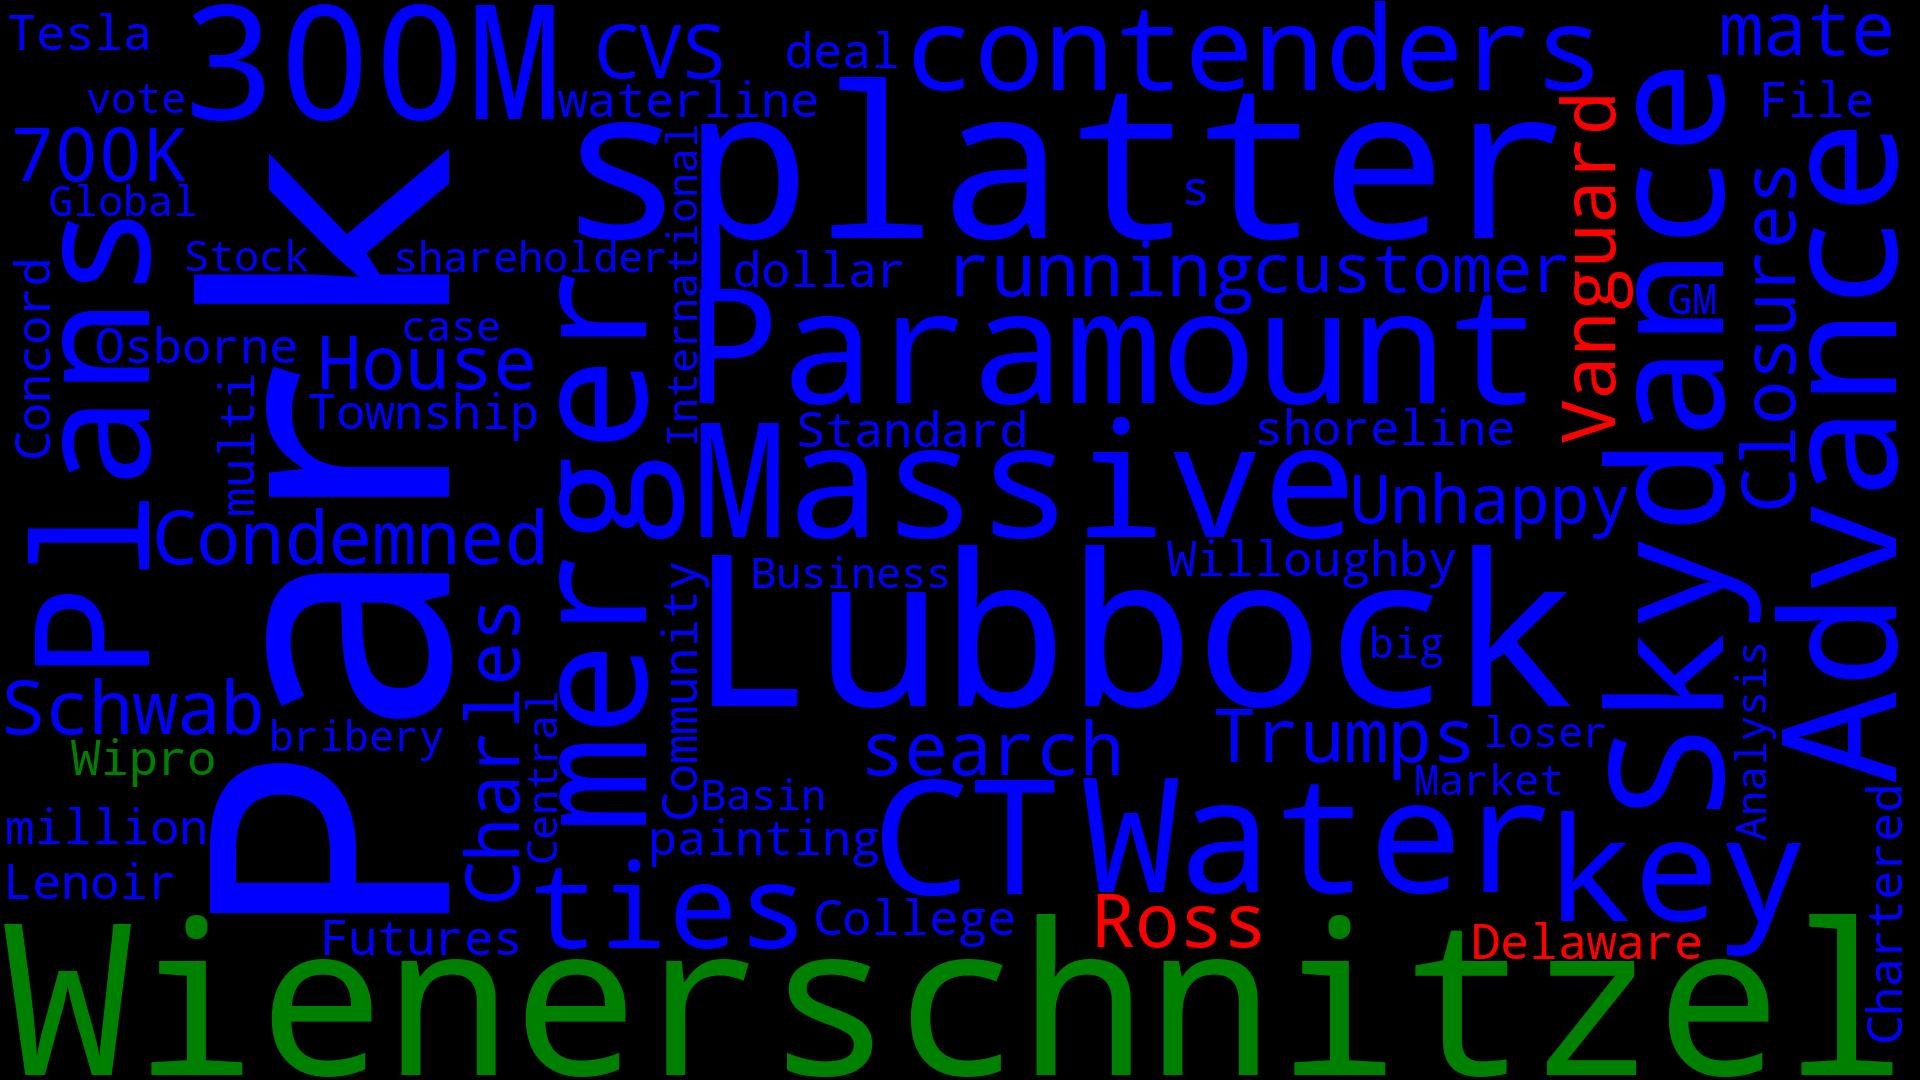 Tesla
300M
CVS
deal
contenders
mate
vote
waterline
File
700K
splatter
Vanguard
Skydance
Advance
Global
s
Closures
Plans
Park
International
Stock
shareholder
dollar
running
customer
Concord
merger
GM
Osborne
case
House
Paramount
multi
Township
Standard
shoreline
Massive
Unhappy
Condemned
Willoughby
Business
Lubbock
Community
Charles
big
Schwab
Analysis
Wipro
bribery
Central
search
Trumps
loser
Market
Basin
million
painting
CT
Water
key
Chartered
Lenoir
ties
College
Ross
Futures
Delaware
Wienerschnitzel